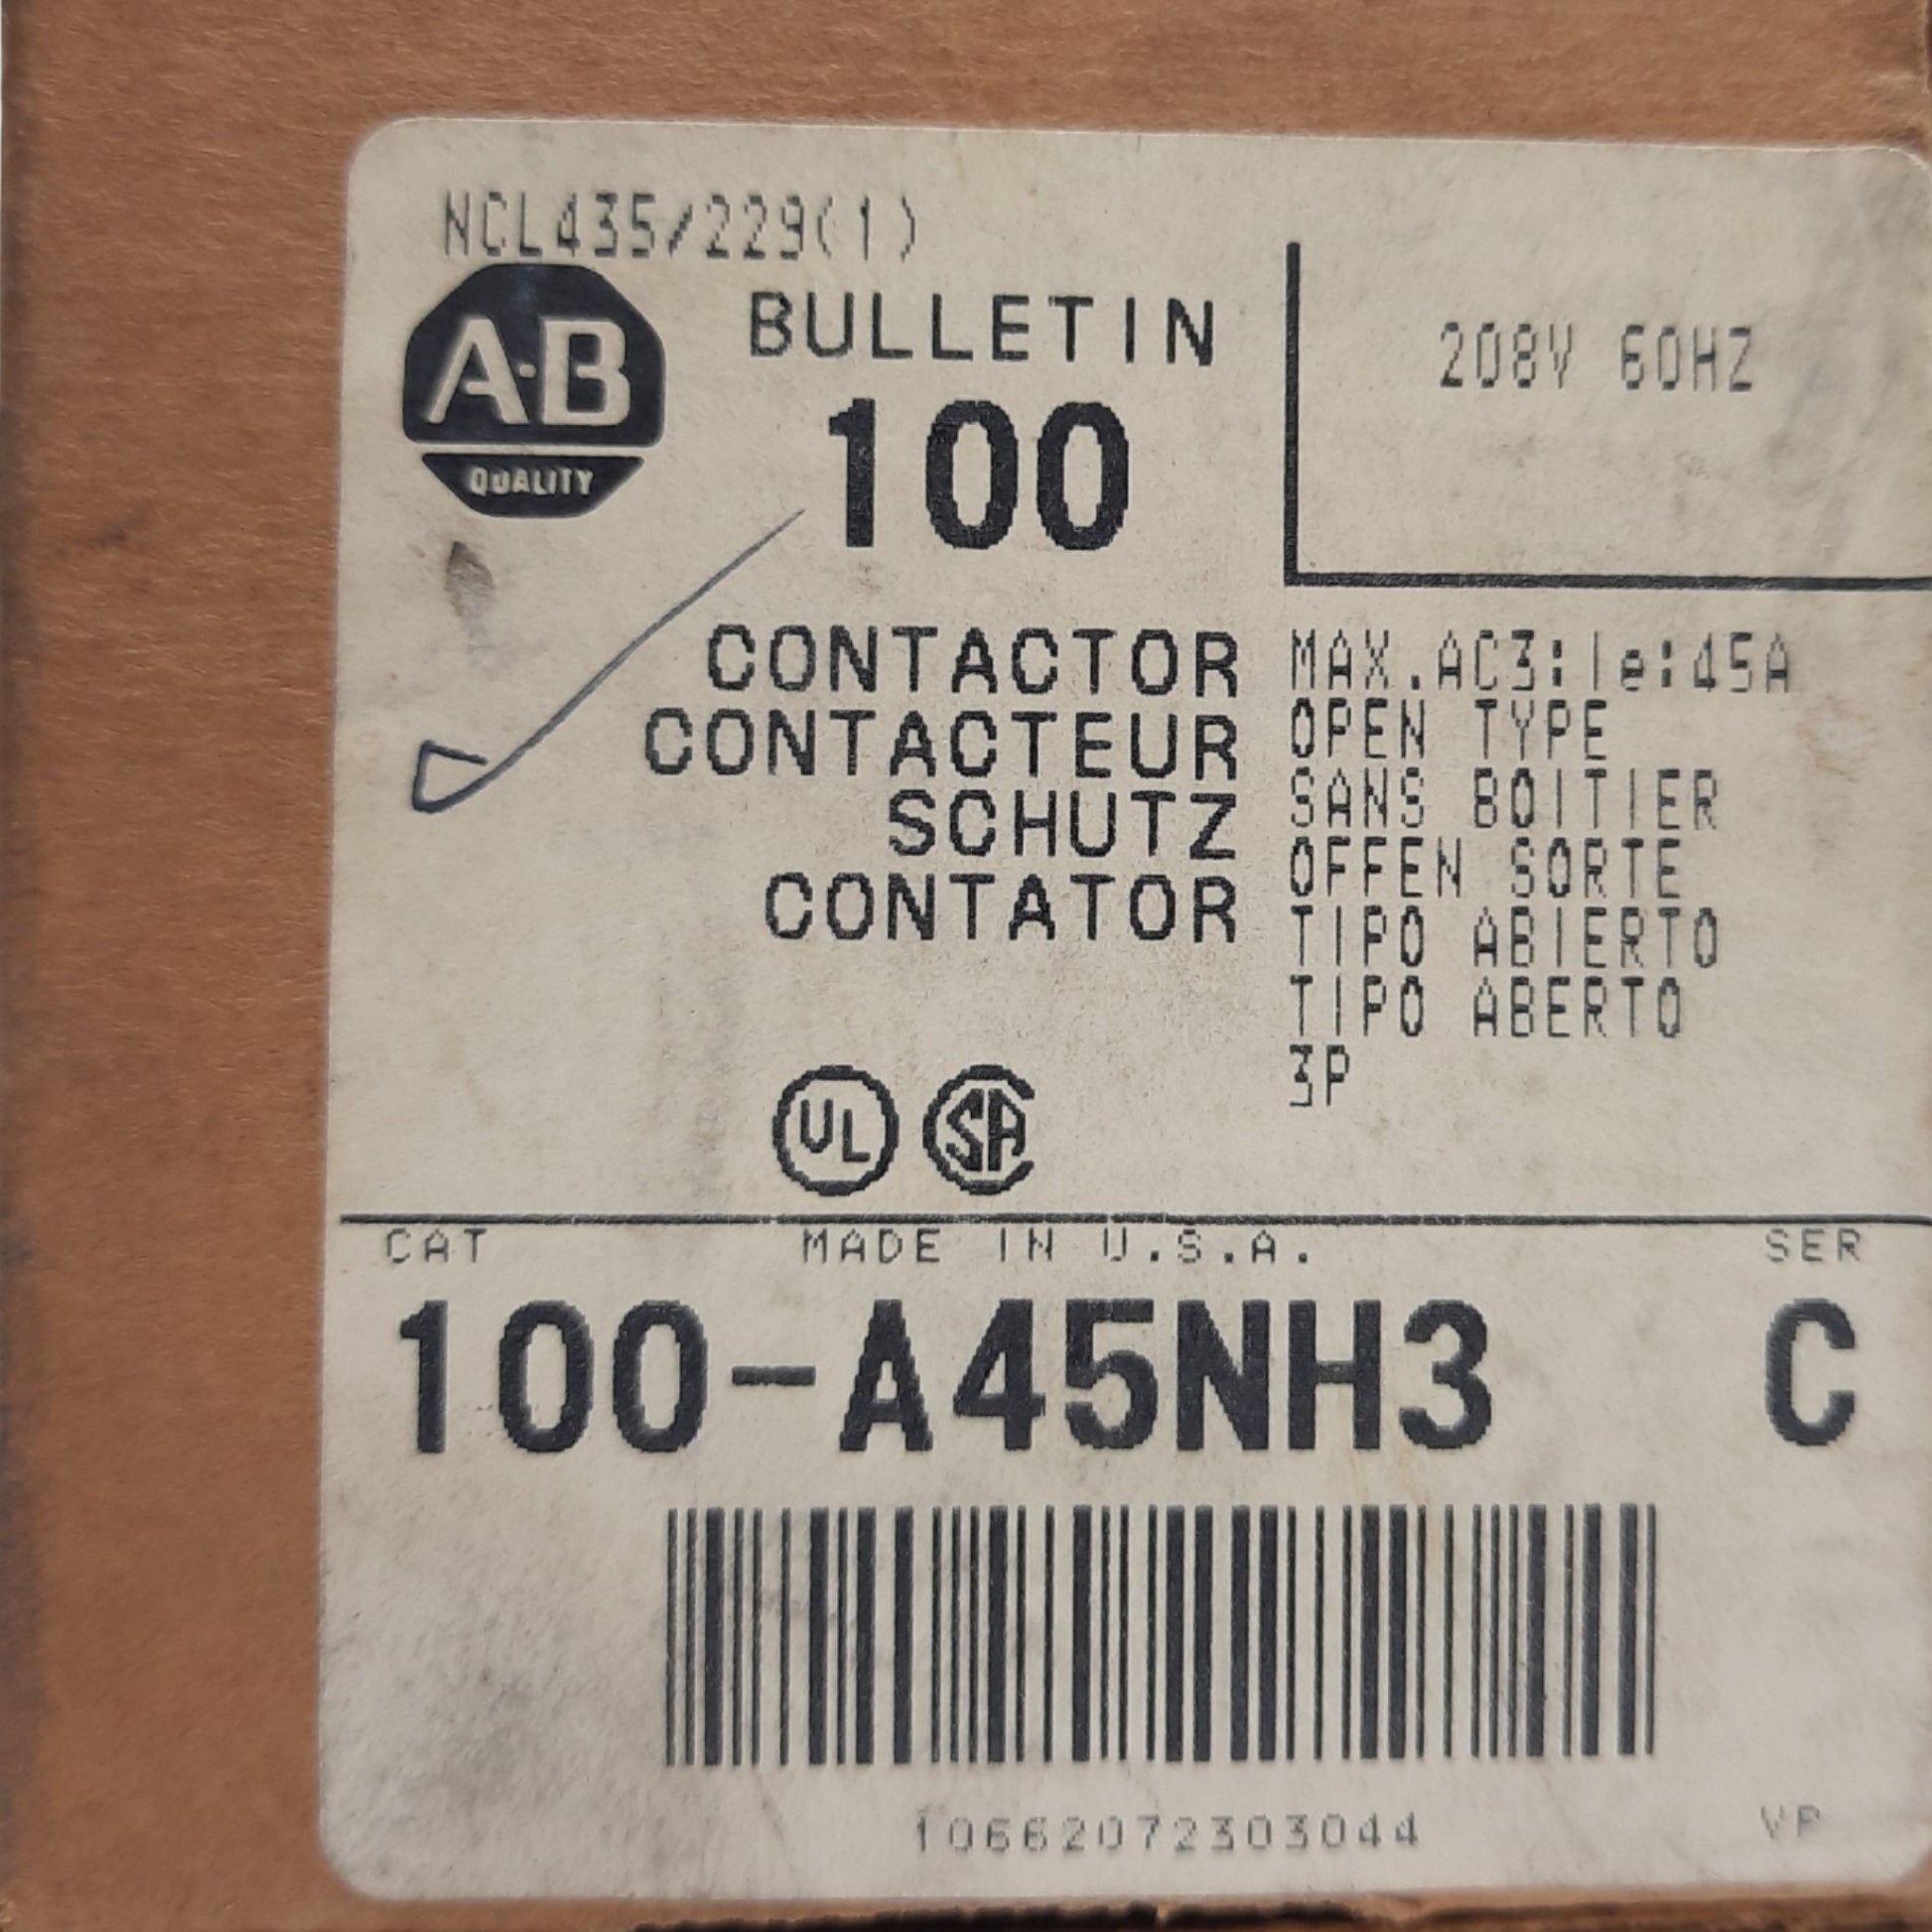 NCL435/229(1)
A-B
QUALITY
BULLETIN
100
208V 60HZ
CONTACTOR
CONTACTEUR
SCHUTZ
CONTATOR
MAX.AC3:Ie:45A
OPEN TYPE
SANS BOITIER
OFFEN SORTE
TIPO ABIERTO
TIPO ABERTO
3P
UL
CSA
CAT
MADE IN U.S.A.
SER
100-A45NH3
C
10662072303044
VP